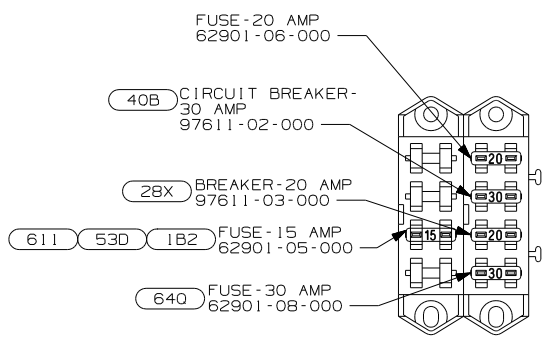 FUSE-20 AMP
62901-06-000
40B CIRCUIT BREAKER-
30 AMP
97611-02-000
28X BREAKER-20 AMP
97611-03-000
611 53D 1B2 FUSE-15 AMP
62901-05-000
64Q FUSE-30 AMP
62901-08-000
20
30
15 20
30